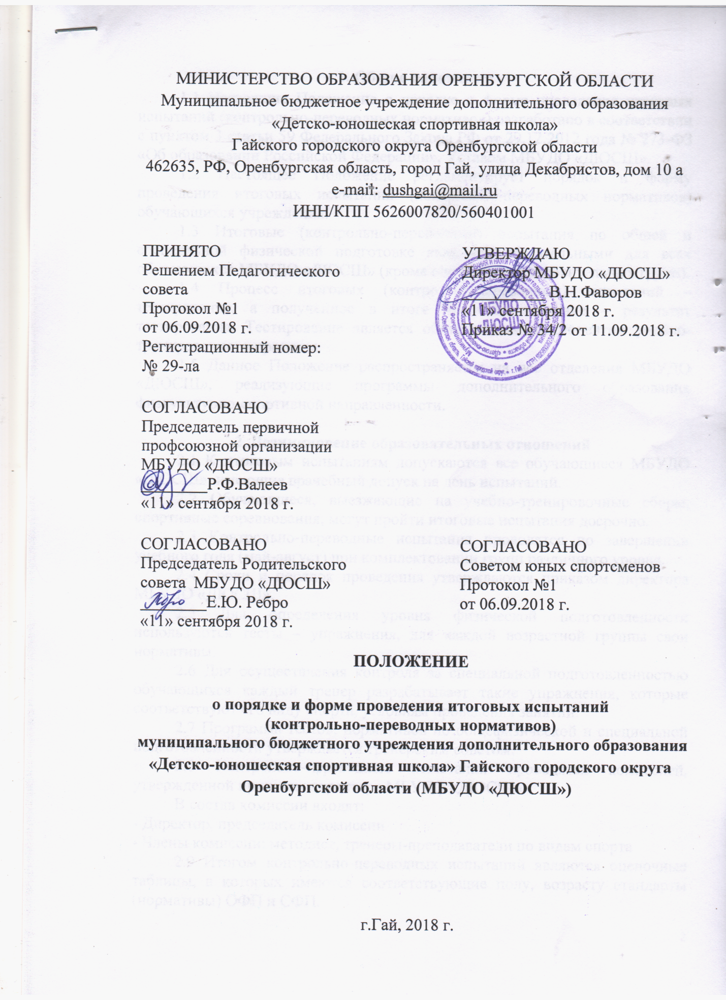 МИНИСТЕРСТВО ОБРАЗОВАНИЯ ОРЕНБУРГСКОЙ ОБЛАСТИ
Муниципальное бюджетное учреждение дополнительного образования
«Детско-юношеская спортивная школа»
Гайского городского округа Оренбургской области
462635, РФ, Оренбургская область, город Гай, улица Декабристов, дом 10 а
e-mail: dushgai@mail.ru
ИНН/КПП 5626007820/560401001
ПРИНЯТО
Решением Педагогического
совета
Протокол №1
от 06.09.2018 г.
Регистрационный номер:
№ 29-ла
УТВЕРЖДАЮ
Директор МБУДО «ДЮСШ»
В.Н.Фаворов
«11» сентября 2018 г.
Приказ № 34/2 от 11.09.2018 г.
МБУДО
«ДЮСШ»
СОГЛАСОВАНО
Председатель первичной
профсоюзной организации
МБУДО «ДЮСШ»
Р.Ф.Валеев
«11» сентября 2018 г.
СОГЛАСОВАНО
Председатель Родительского
совета МБУДО «ДЮСШ»
Е.Ю. Ребро
«11» сентября 2018 г.
СОГЛАСОВАНО
Советом юных спортсменов
Протокол №1
от 06.09.2018 г.
ПОЛОЖЕНИЕ
о порядке и форме проведения итоговых испытаний
(контрольно-переводных нормативов)
муниципального бюджетного учреждения дополнительного образования
«Детско-юношеская спортивная школа» Гайского городского округа
Оренбургской области (МБУДО «ДЮСШ»)
г.Гай, 2018 г.